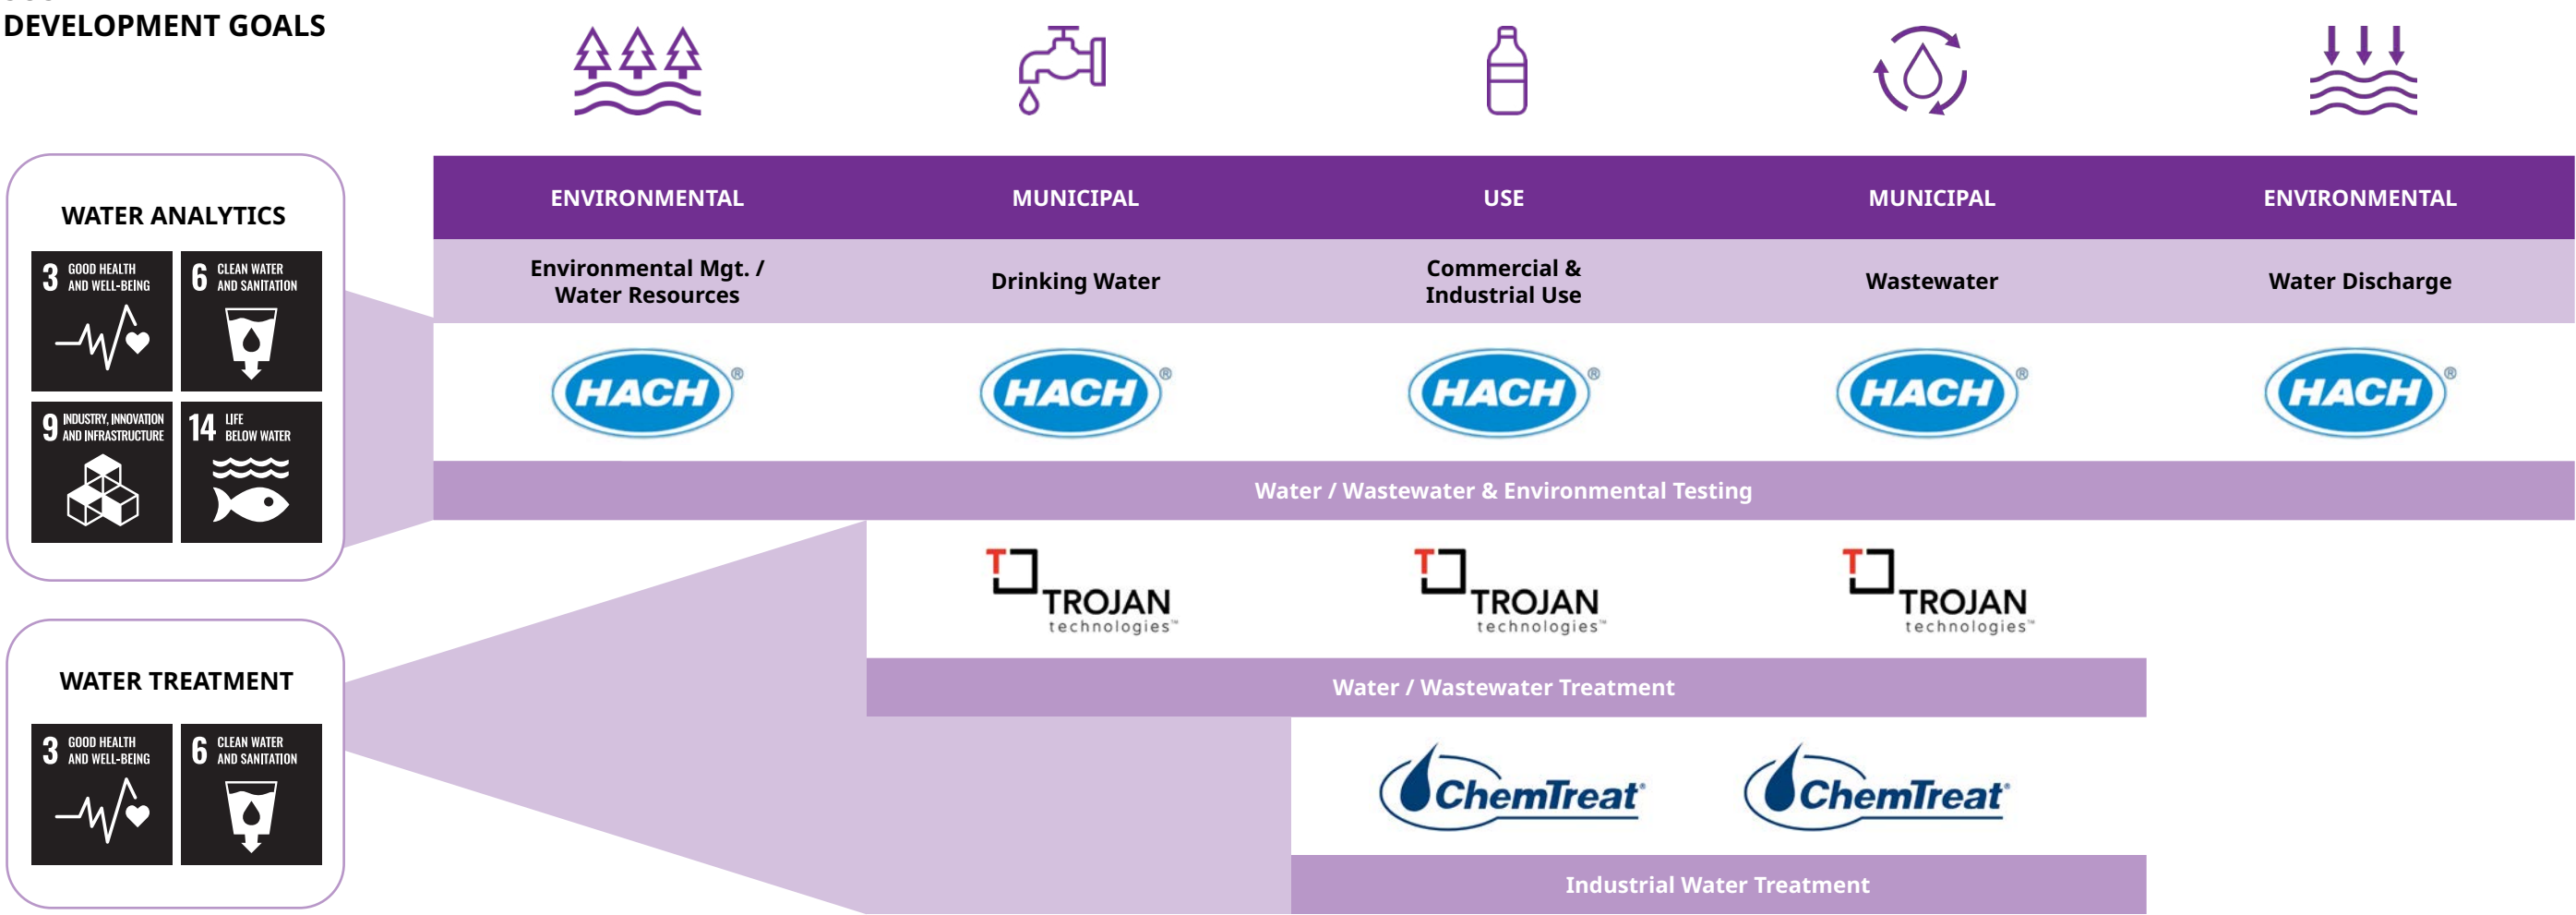 DEVELOPMENT GOALS
ENVIRONMENTAL
MUNICIPAL
USE
MUNICIPAL
ENVIRONMENTAL
Environmental Mgt. /
Water Resources
Drinking Water
Commercial &
Industrial Use
Wastewater
Water Discharge
WATER ANALYTICS
3 GOOD HEALTH
AND WELL-BEING
6 CLEAN WATER
AND SANITATION
9 INDUSTRY, INNOVATION
AND INFRASTRUCTURE
14 LIFE
BELOW WATER
HACH®
HACH®
HACH®
HACH®
HACH®
Water / Wastewater & Environmental Testing
TROJAN
technologies™
TROJAN
technologies™
TROJAN
technologies™
Water / Wastewater Treatment
WATER TREATMENT
3 GOOD HEALTH
AND WELL-BEING
6 CLEAN WATER
AND SANITATION
ChemTreat®
ChemTreat®
Industrial Water Treatment